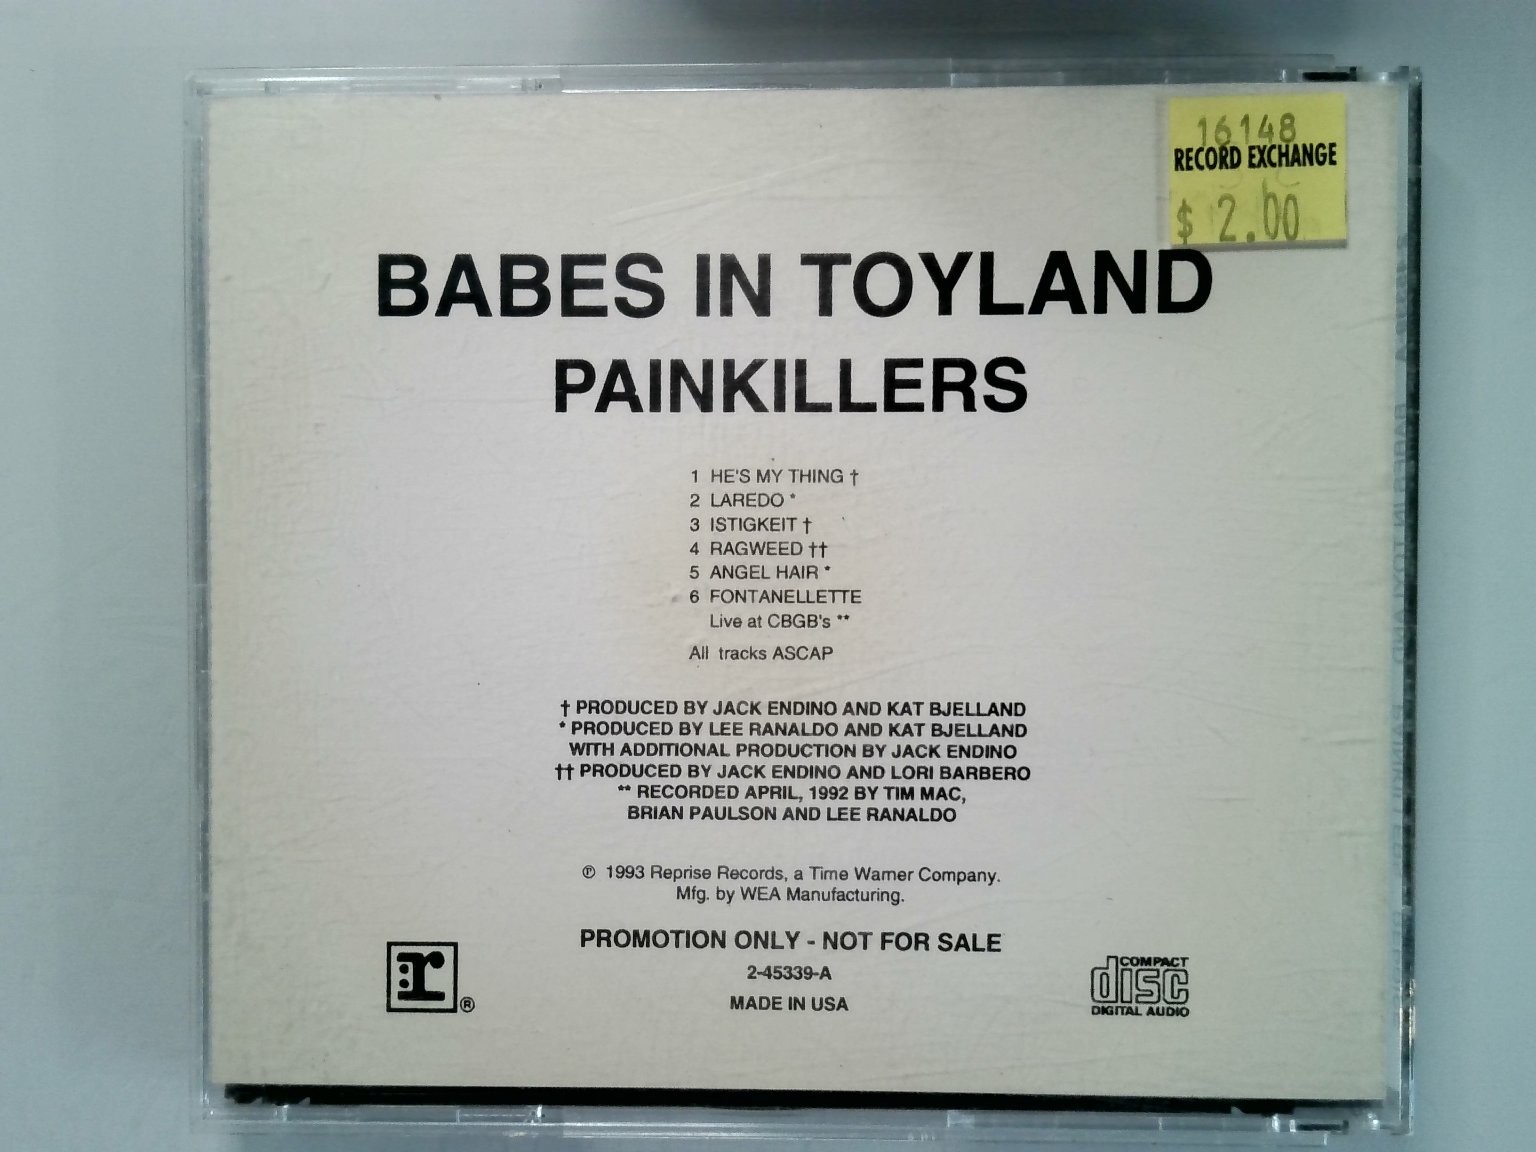 16148
RECORD EXCHANGE
$ 2.00
BABES IN TOYLAND
PAINKILLERS
1 HE'S MY THING †
2 LAREDO *
3 ISTIGKEIT †
4 RAGWEED ††
5 ANGEL HAIR *
6 FONTANELLETTE
Live at CBGB's **
All tracks ASCAP
† PRODUCED BY JACK ENDINO AND KAT BJELLAND
* PRODUCED BY LEE RANALDO AND KAT BJELLAND
WITH ADDITIONAL PRODUCTION BY JACK ENDINO
†† PRODUCED BY JACK ENDINO AND LORI BARBERO
** RECORDED APRIL, 1992 BY TIM MAC,
BRIAN PAULSON AND LEE RANALDO
℗ 1993 Reprise Records, a Time Warner Company.
Mfg. by WEA Manufacturing.
PROMOTION ONLY - NOT FOR SALE
2-45339-A
MADE IN USA
r ®
COMPACT
disc
DIGITAL AUDIO